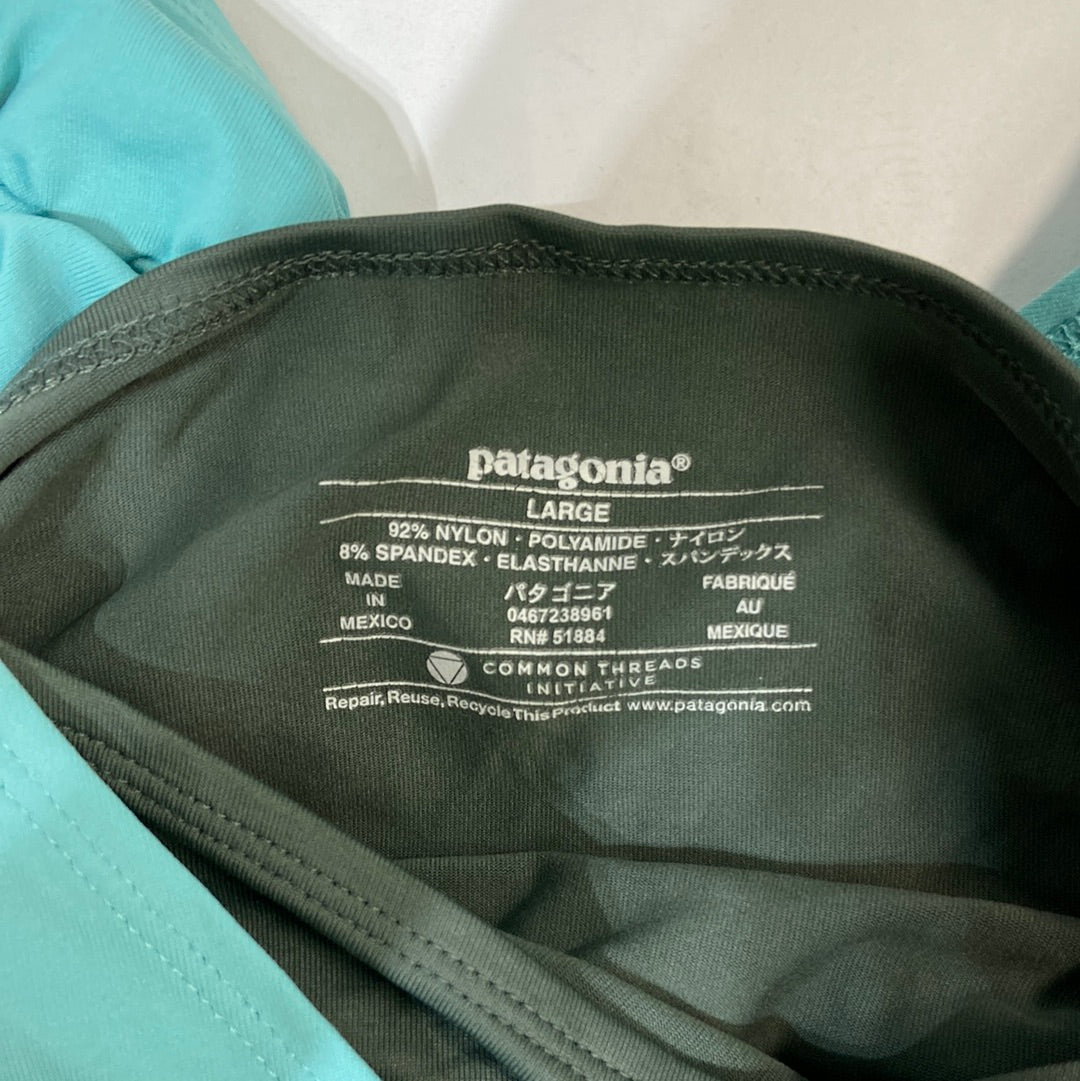 patagonia®
LARGE
92% NYLON · POLYAMIDE · ナイロン
8% SPANDEX · ELASTHANNE · スパンデックス
MADE IN MEXICO
パタゴニア
0467238961
RN# 51884
FABRIQUÉ AU MEXIQUE
COMMON THREADS
INITIATIVE
Repair, Reuse, Recycle This Product www.patagonia.com